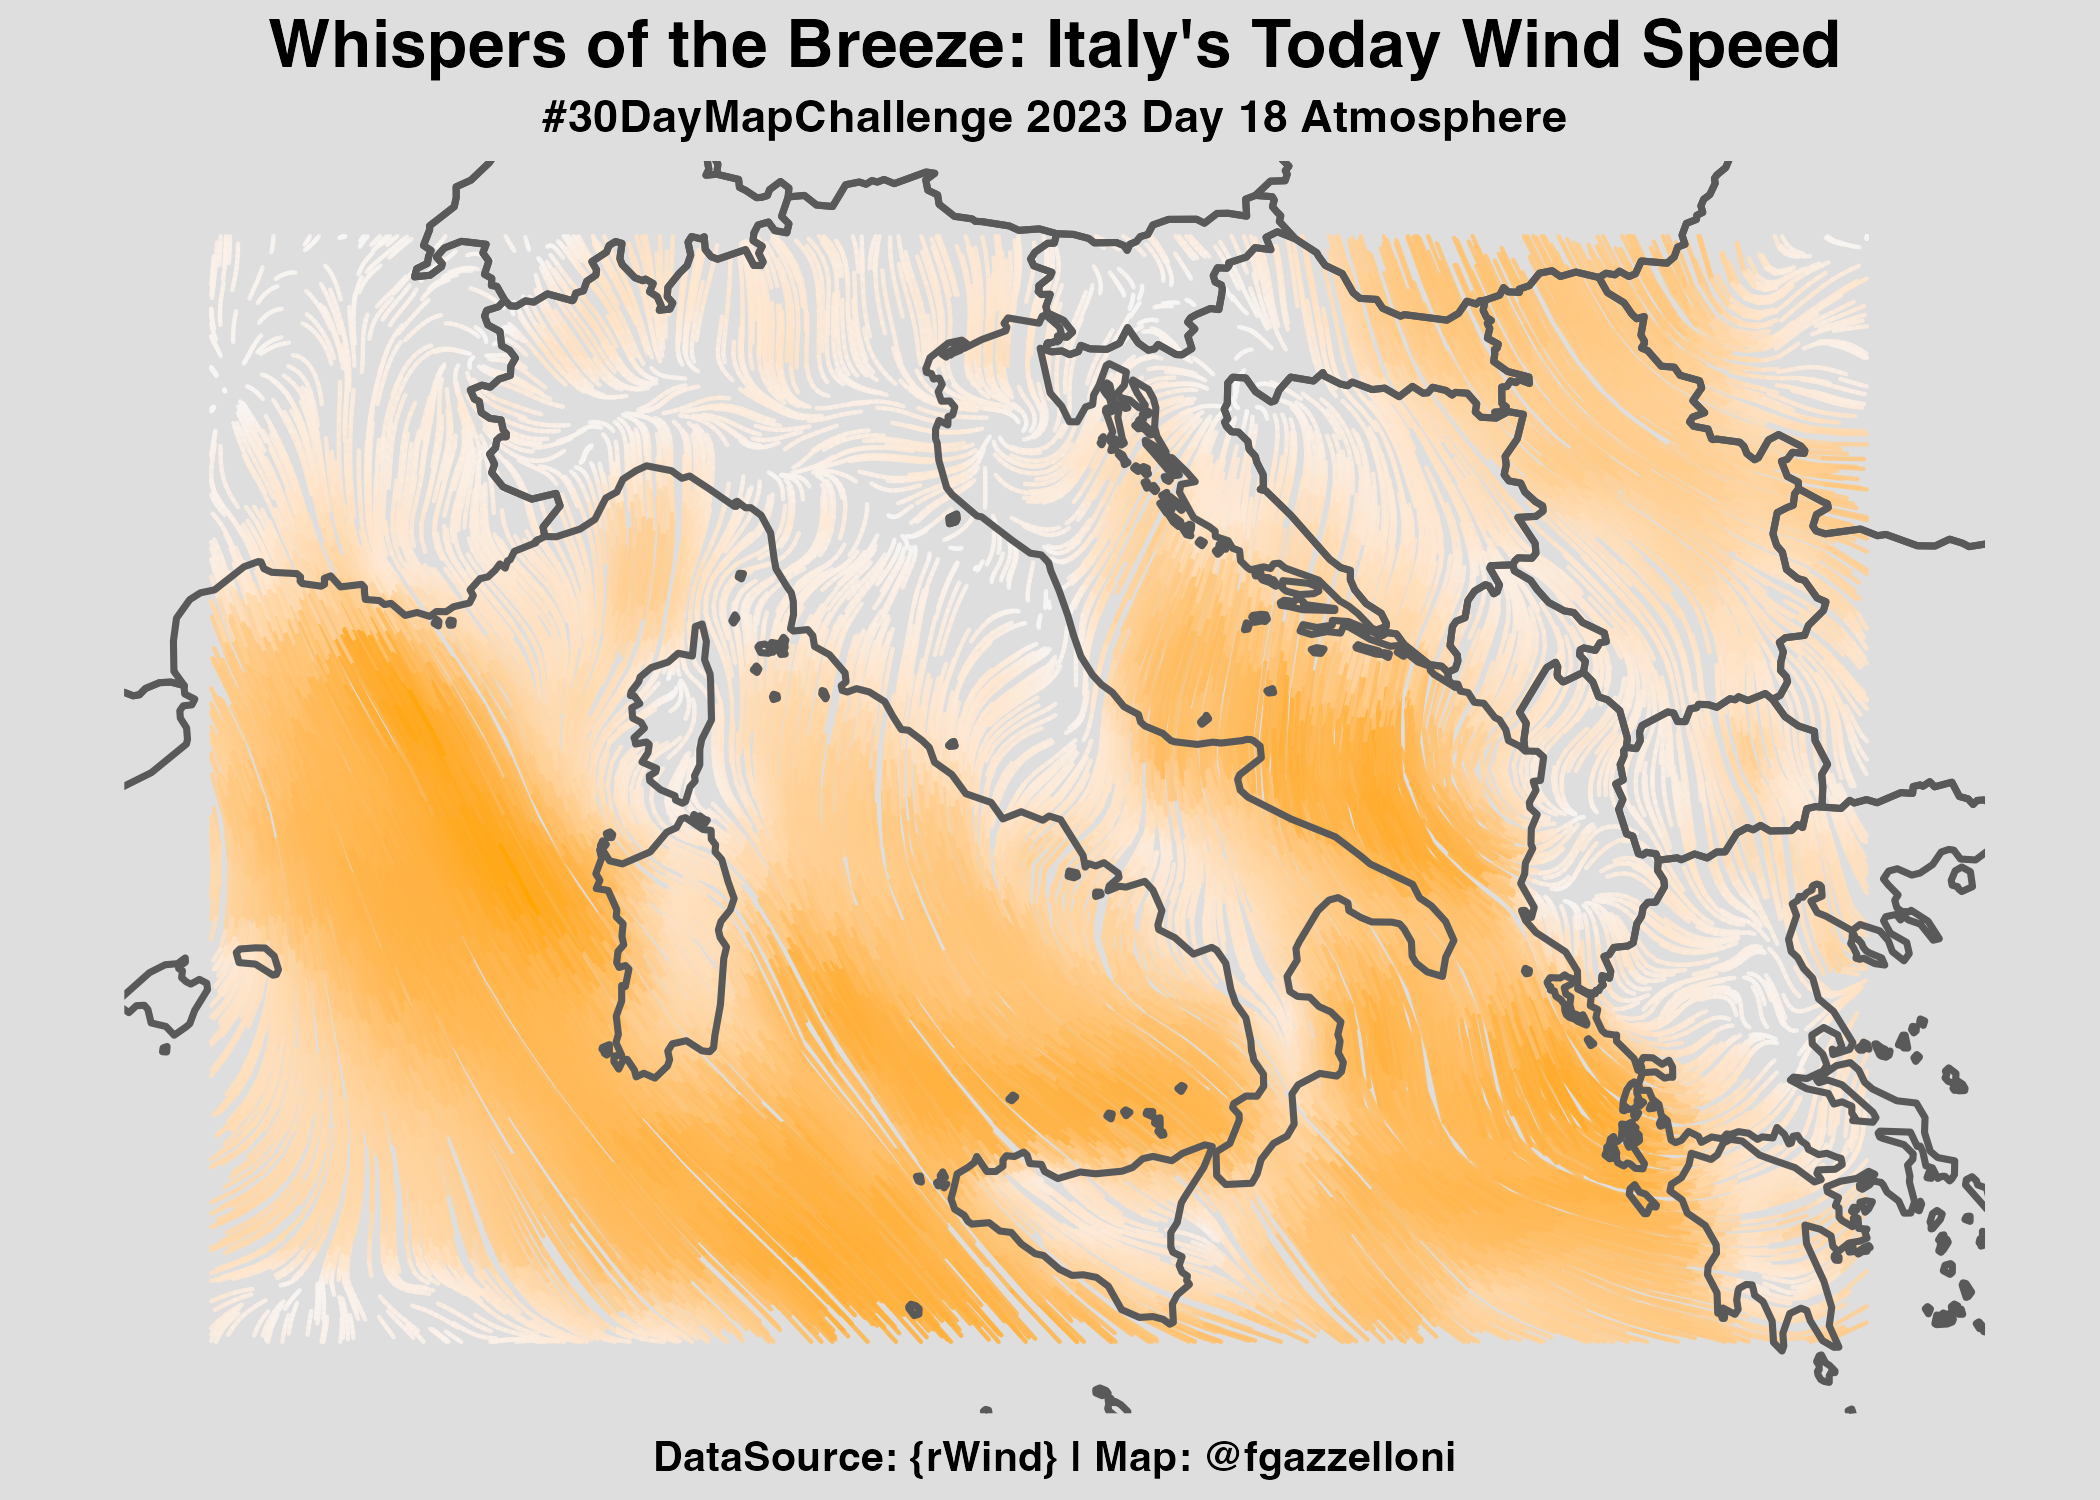 Whispers of the Breeze: Italy's Today Wind Speed
#30DayMapChallenge 2023 Day 18 Atmosphere
DataSource: {rWind} | Map: @fgazzelloni